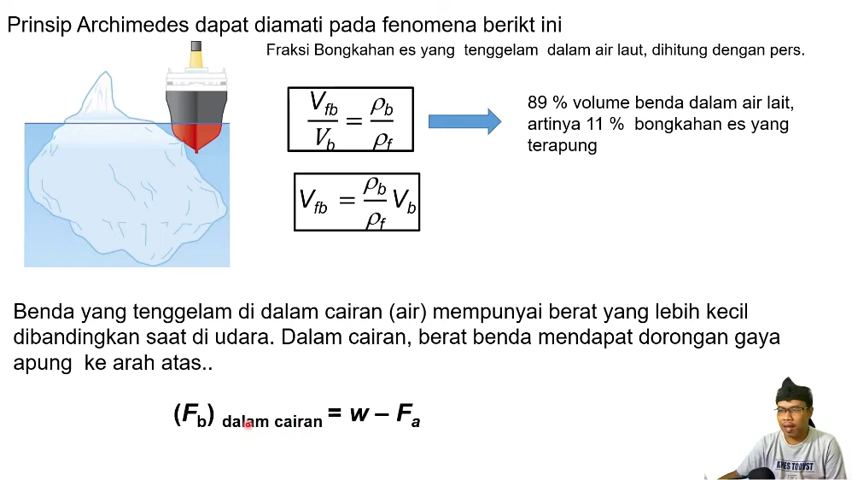 Prinsip Archimedes dapat diamati pada fenomena berikt ini
Fraksi Bongkahan es yang tenggelam dalam air laut, dihitung dengan pers.
V_fb / V_b = ρ_b / ρ_f
89 % volume benda dalam air lait,
artinya 11 % bongkahan es yang
terapung
V_fb = ρ_b / ρ_f V_b
Benda yang tenggelam di dalam cairan (air) mempunyai berat yang lebih kecil
dibandingkan saat di udara. Dalam cairan, berat benda mendapat dorongan gaya
apung ke arah atas..
(F_b) dalam cairan = w – F_a